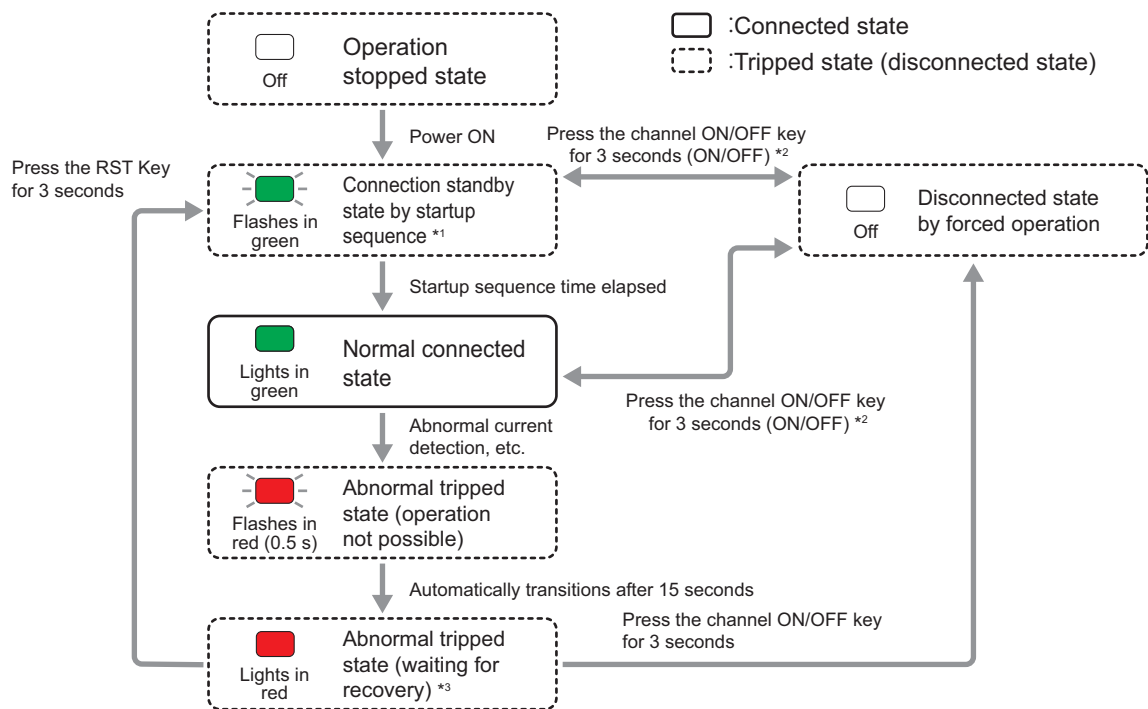 Operation
stopped state
Off
:Connected state
:Tripped state (disconnected state)
Power ON
Press the channel ON/OFF key
for 3 seconds (ON/OFF) *2
Press the RST Key
for 3 seconds
Connection standby
state by startup
sequence *1
Flashes in
green
Disconnected state
by forced operation
Off
Startup sequence time elapsed
Normal connected
state
Lights in
green
Press the channel ON/OFF key
for 3 seconds (ON/OFF) *2
Abnormal current
detection, etc.
Abnormal tripped
state (operation
not possible)
Flashes in
red (0.5 s)
Automatically transitions after 15 seconds
Press the channel ON/OFF key
for 3 seconds
Abnormal tripped
state (waiting for
recovery) *3
Lights in
red